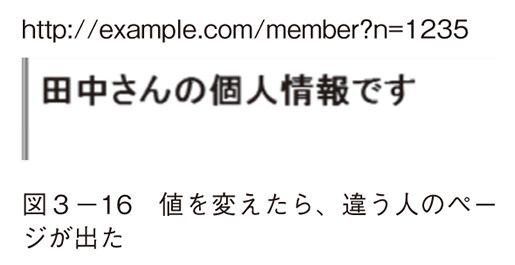 http://example.com/member?n=1235
田中さんの個人情報です
図3－16　値を変えたら、違う人のペー
ジが出た